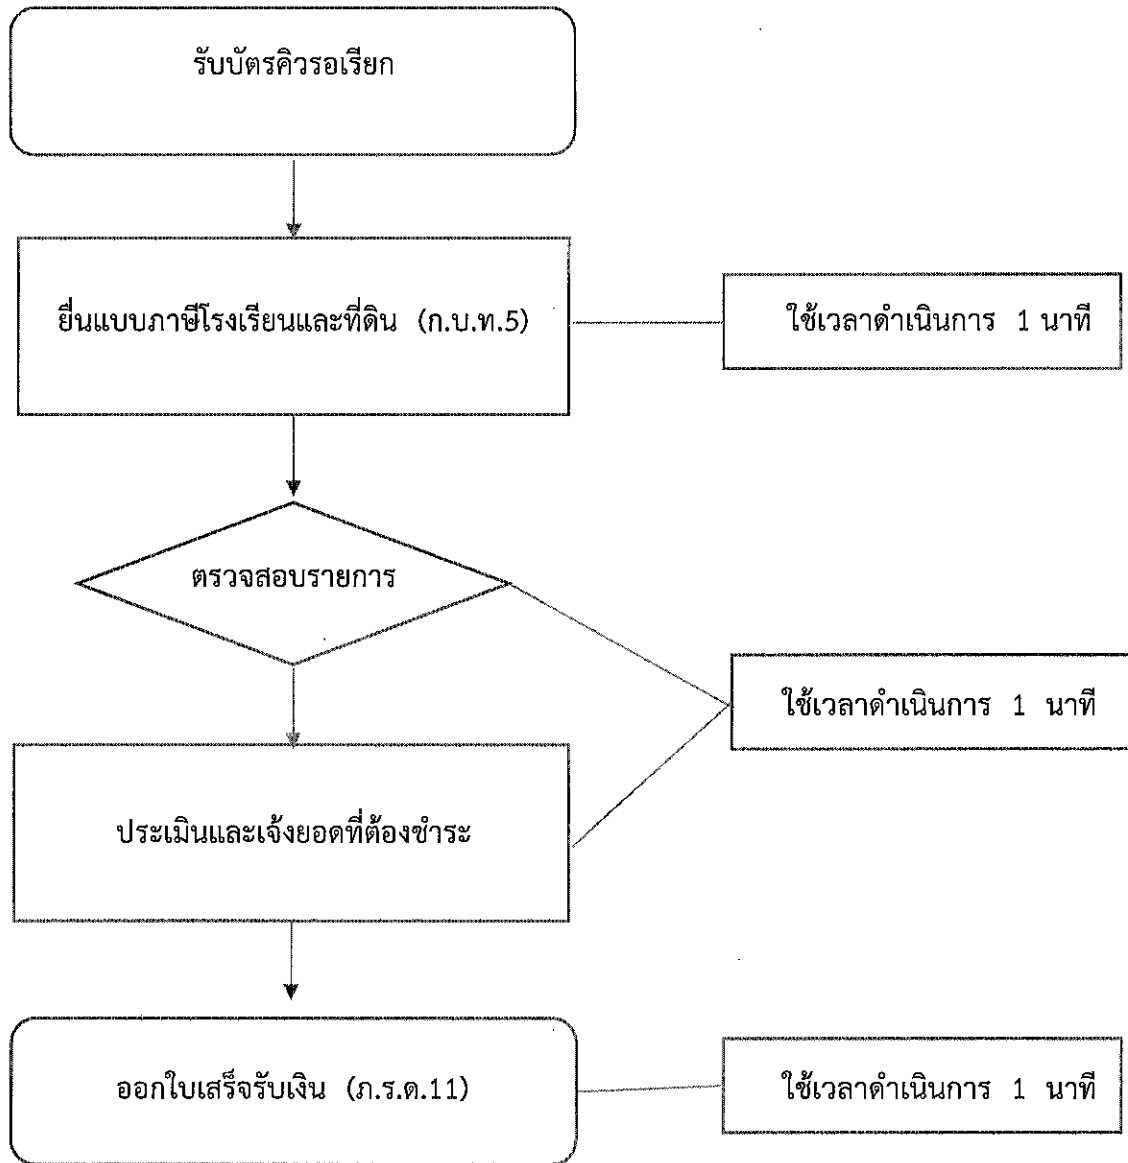 รับบัตรคิวรอเรียก
ยื่นแบบภาษีโรงเรียนและที่ดิน (ก.บ.ท.5)
ใช้เวลาดำเนินการ 1 นาที
ตรวจสอบรายการ
ใช้เวลาดำเนินการ 1 นาที
ประเมินและเจ้งยอดที่ต้องชำระ
ออกใบเสร็จรับเงิน (ภ.ร.ด.11)
ใช้เวลาดำเนินการ 1 นาที